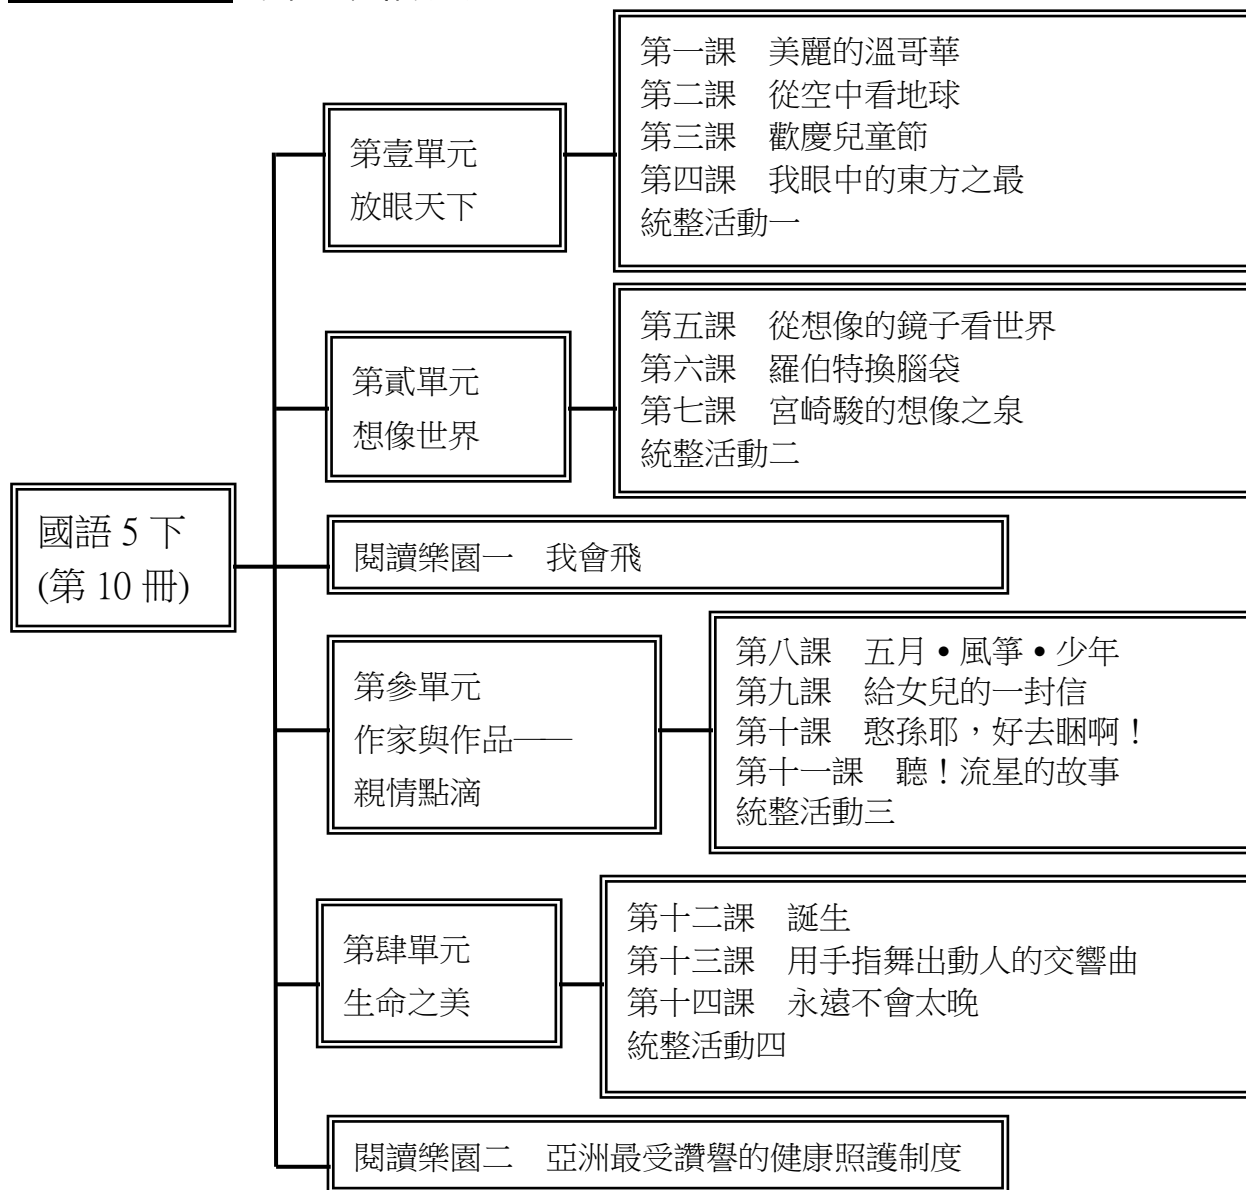 第一課　美麗的溫哥華
第二課　從空中看地球
第三課　歡慶兒童節
第四課　我眼中的東方之最
統整活動一
第壹單元
放眼天下
第五課　從想像的鏡子看世界
第六課　羅伯特換腦袋
第七課　宮崎駿的想像之泉
統整活動二
第貳單元
想像世界
國語 5 下
(第 10 冊)
閱讀樂園一　我會飛
第八課　五月•風箏•少年
第九課　給女兒的一封信
第十課　憨孫耶，好去睏啊！
第十一課　聽！流星的故事
統整活動三
第參單元
作家與作品——
親情點滴
第十二課　誕生
第十三課　用手指舞出動人的交響曲
第十四課　永遠不會太晚
統整活動四
第肆單元
生命之美
閱讀樂園二　亞洲最受讚譽的健康照護制度